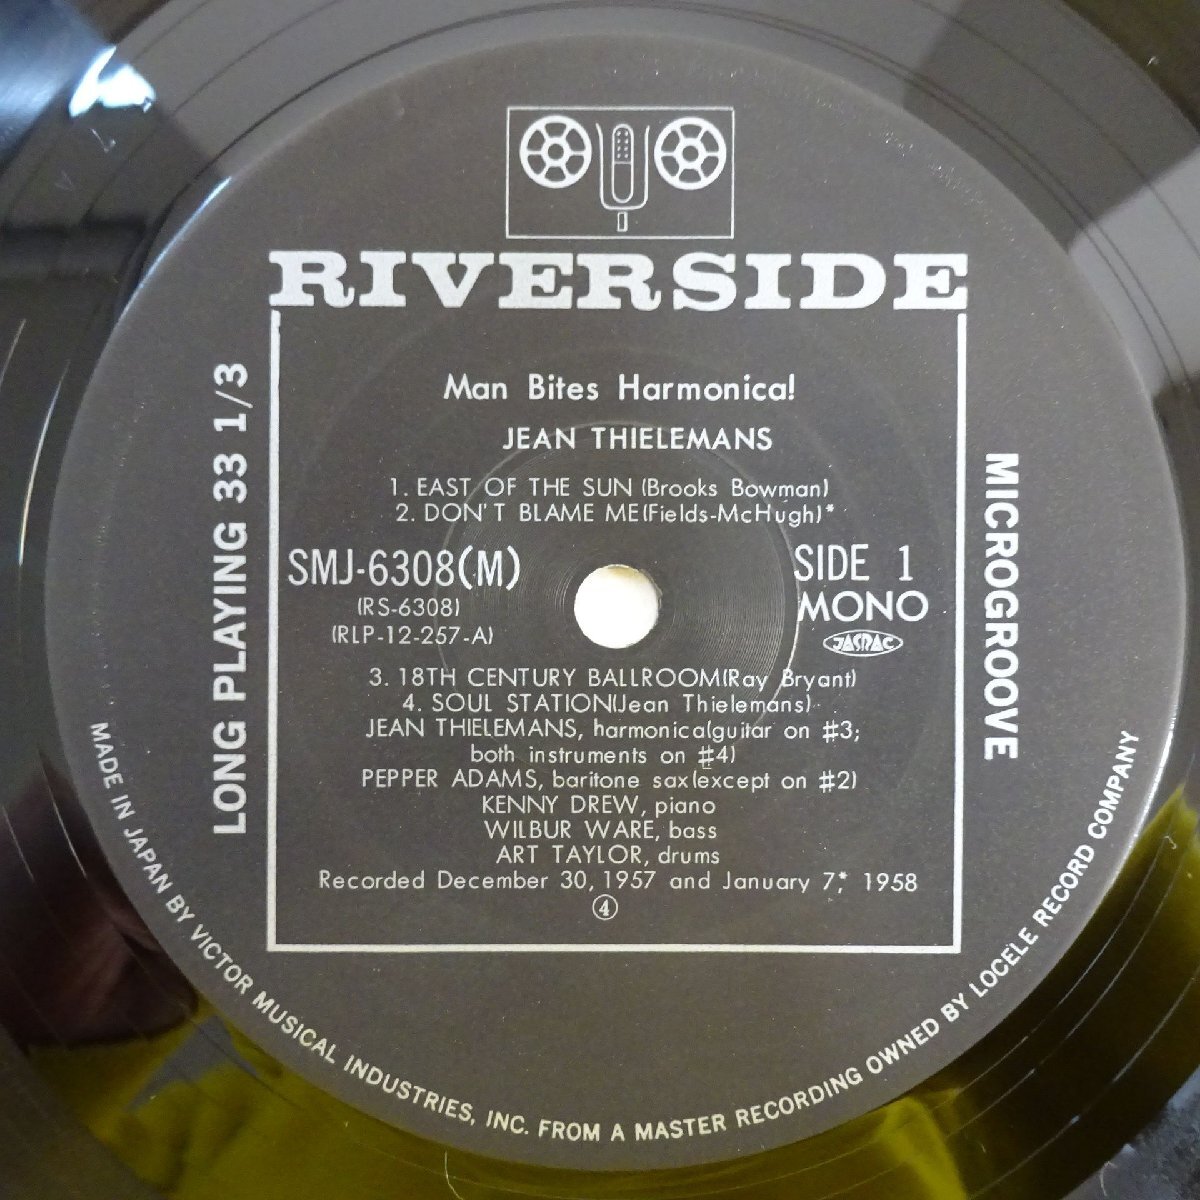 RIVERSIDE
Man Bites Harmonica!
JEAN THIELEMANS
1. EAST OF THE SUN (Brooks Bowman)
2. DON'T BLAME ME(Fields-McHugh)*
SMJ-6308(M)
(RS-6308)
(RLP-12-257-A)
SIDE 1
MONO
JASRAC
3. 18TH CENTURY BALLROOM(Ray Bryant)
4. SOUL STATION(Jean Thielemans)
JEAN THIELEMANS, harmonica(guitar on #3;
both instruments on #4)
PEPPER ADAMS, baritone sax(except on #2)
KENNY DREW, piano
WILBUR WARE, bass
ART TAYLOR, drums
Recorded December 30, 1957 and January 7,* 1958
④
LONG PLAYING 33 1/3
MICROGROOVE
MADE IN JAPAN BY VICTOR MUSICAL INDUSTRIES, INC. FROM A MASTER RECORDING OWNED BY LOCELE RECORD COMPANY